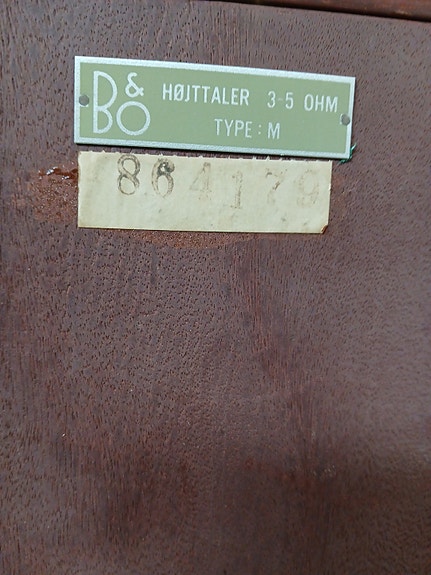 B&O HØJTTALER 3-5 OHM
TYPE: M
864179